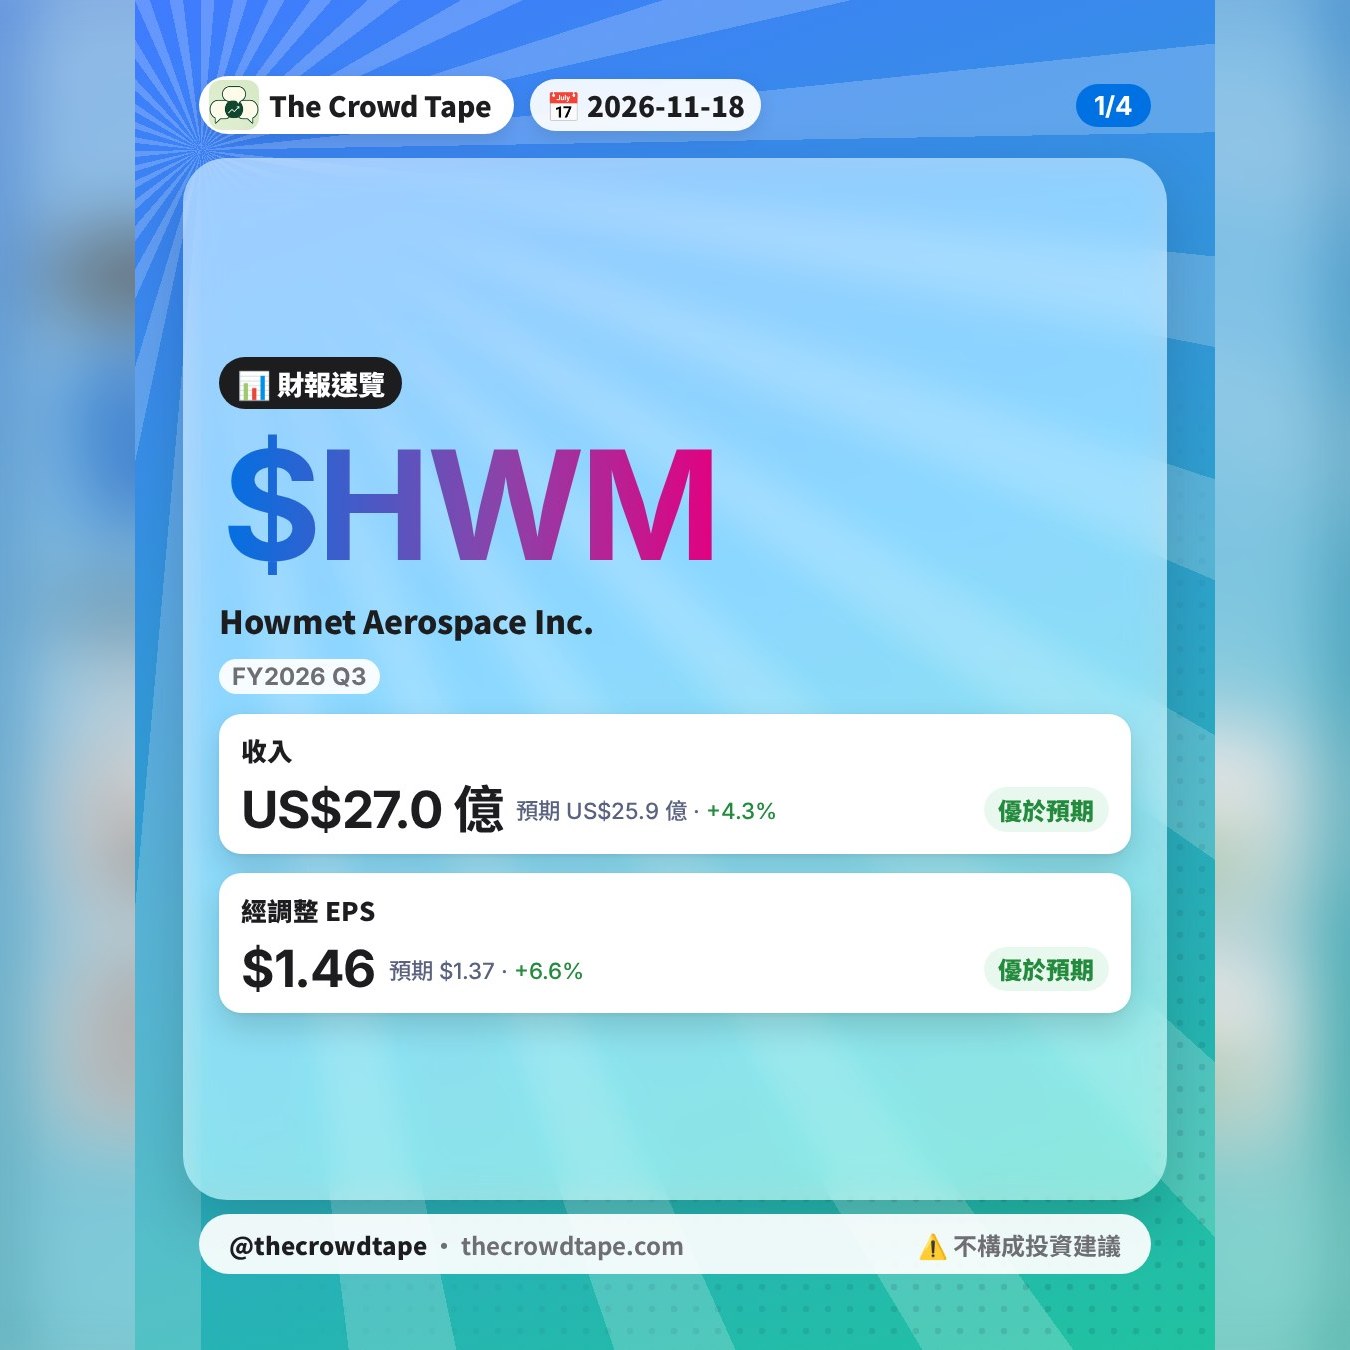 The Crowd Tape
2026-11-18
1/4
財報速覽
$HWM
Howmet Aerospace Inc.
FY2026 Q3
收入
US$27.0 億 預期 US$25.9 億 · +4.3%
優於預期
經調整 EPS
$1.46 預期 $1.37 · +6.6%
優於預期
@thecrowdtape • thecrowdtape.com
不構成投資建議